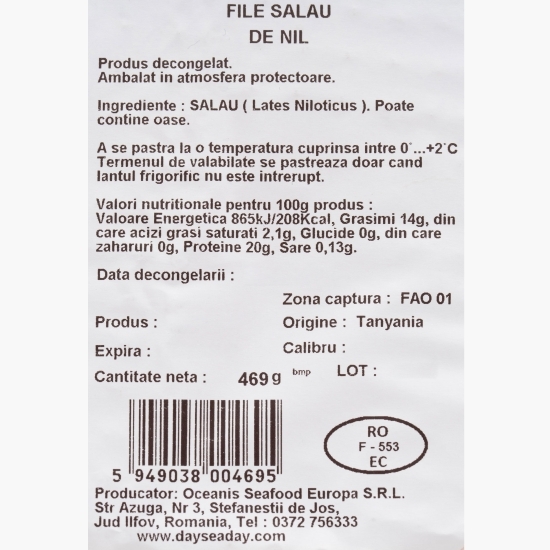 FILE SALAU
DE NIL
Produs decongelat.
Ambalat in atmosfera protectoare.
Ingrediente : SALAU ( Lates Niloticus ). Poate
contine oase.
A se pastra la o temperatura cuprinsa intre 0˚...+2˚C
Termenul de valabilate se pastreaza doar cand
lantul frigorific nu este intrerupt.
Valori nutritionale pentru 100g produs :
Valoare Energetica 865kJ/208Kcal, Grasimi 14g, din
care acizi grasi saturati 2,1g, Glucide 0g, din care
zaharuri 0g, Proteine 20g, Sare 0,13g.
Data decongelarii :
Zona captura : FAO 01
Produs : Origine : Tanyania
Expira : Calibru :
Cantitate neta : 469 g bmp LOT :
RO
F - 553
EC
5 949038 004695
Producator: Oceanis Seafood Europa S.R.L.
Str Azuga, Nr 3, Stefanestii de Jos,
Jud Ilfov, Romania, Tel : 0372 756333
www.dayseaday.com